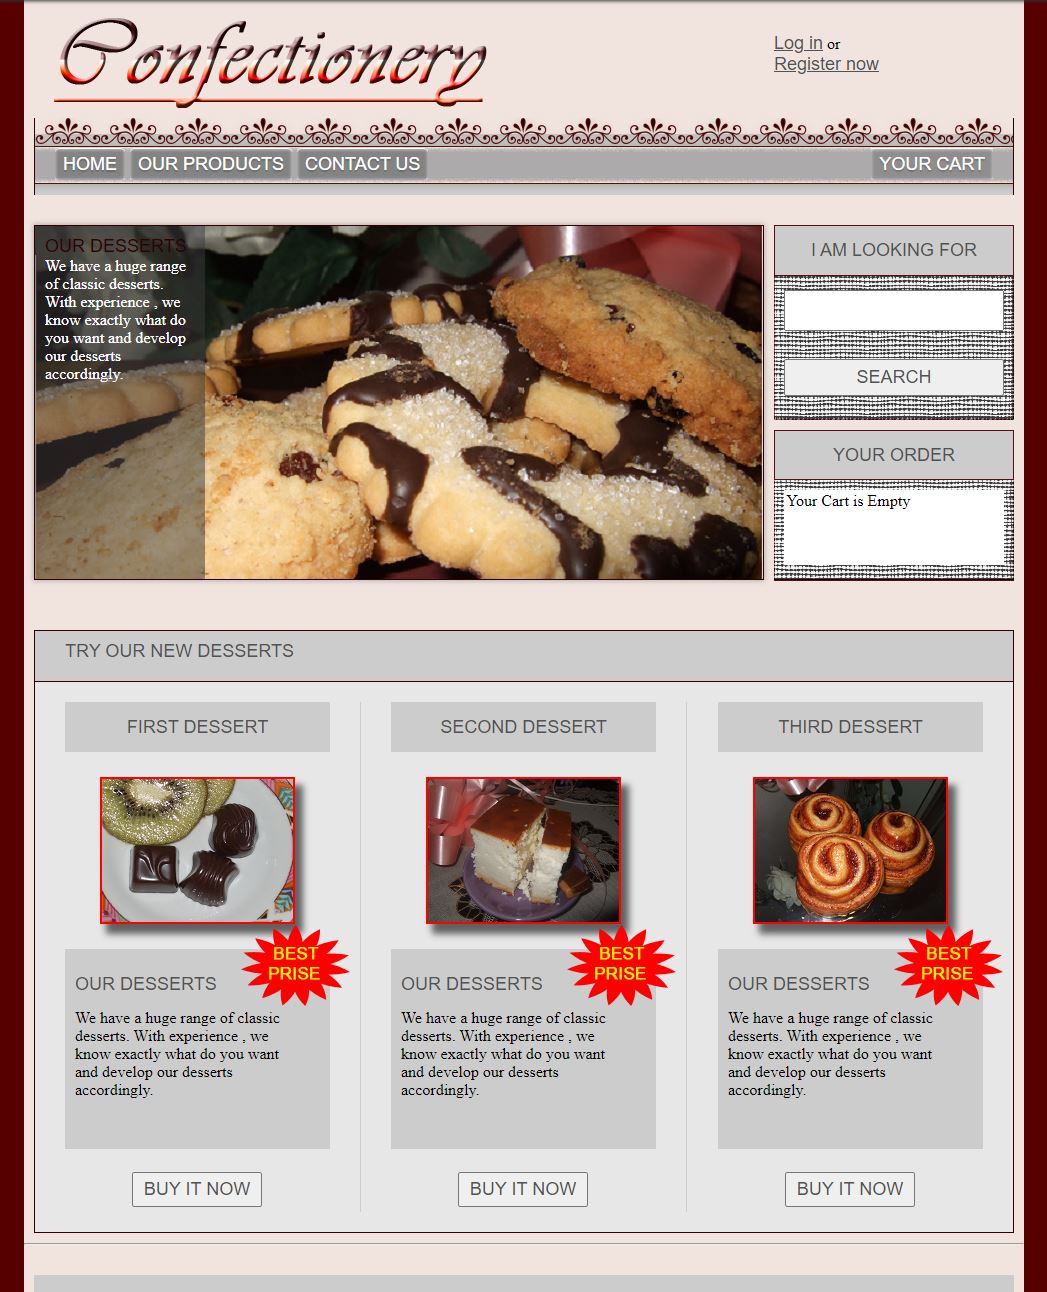 Confectionery
Log in or
Register now
HOME OUR PRODUCTS CONTACT US YOUR CART
OUR DESSERTS
We have a huge range
of classic desserts.
With experience , we
know exactly what do
you want and develop
our desserts
accordingly.
I AM LOOKING FOR
SEARCH
YOUR ORDER
Your Cart is Empty
TRY OUR NEW DESSERTS
FIRST DESSERT
BEST
PRISE
OUR DESSERTS
We have a huge range of classic
desserts. With experience , we
know exactly what do you want
and develop our desserts
accordingly.
BUY IT NOW
SECOND DESSERT
BEST
PRISE
OUR DESSERTS
We have a huge range of classic
desserts. With experience , we
know exactly what do you want
and develop our desserts
accordingly.
BUY IT NOW
THIRD DESSERT
BEST
PRISE
OUR DESSERTS
We have a huge range of classic
desserts. With experience , we
know exactly what do you want
and develop our desserts
accordingly.
BUY IT NOW